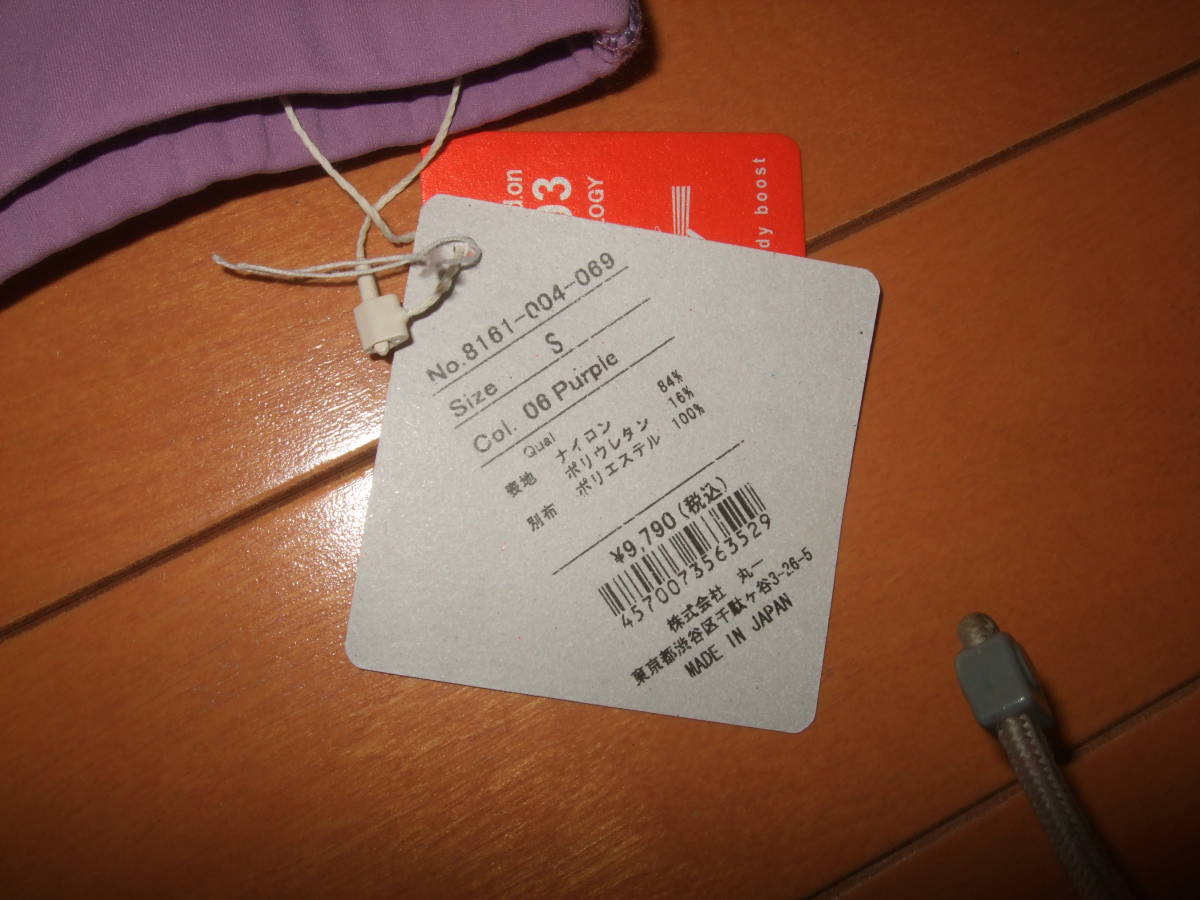 No.8161-004-069
Size S
Col. 06 Purple
Qual
表地 ナイロン 84%
ポリウレタン 16%
別布 ポリエステル 100%
¥9,790(税込)
4570073563529
株式会社 丸一
東京都渋谷区千駄ヶ谷3-26-5
MADE IN JAPAN
boost